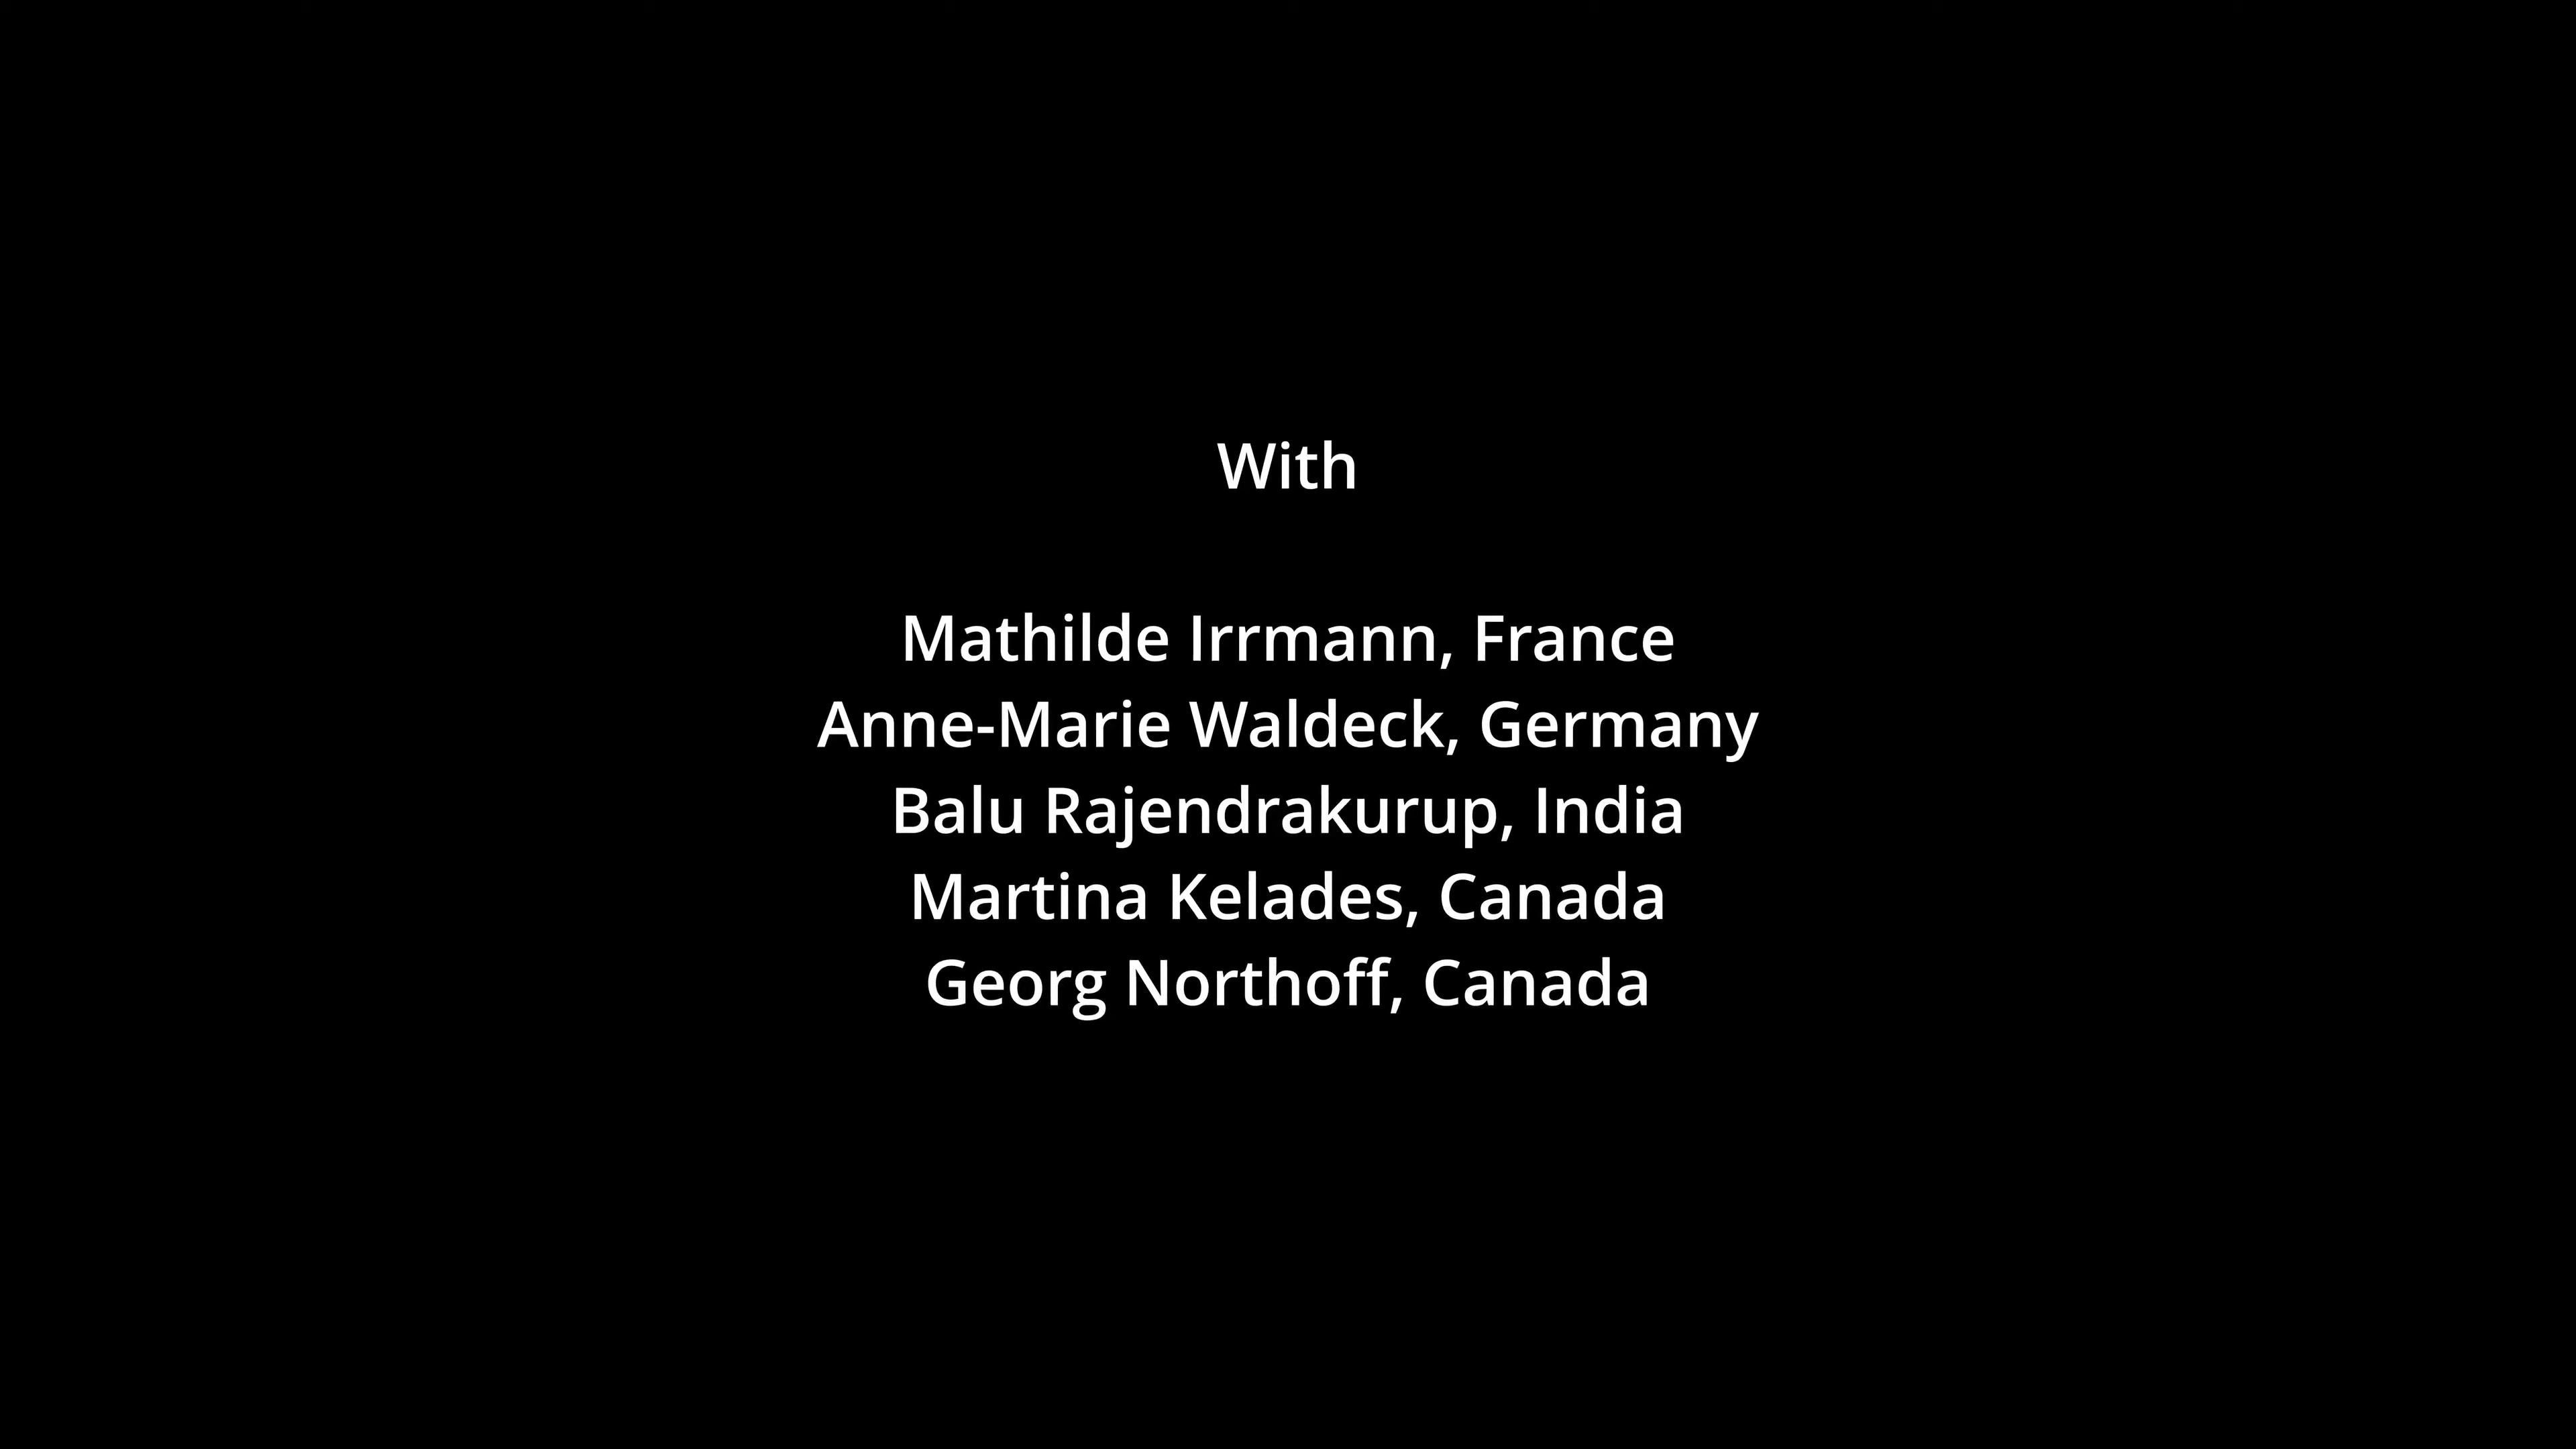 With
Mathilde Irrmann, France
Anne-Marie Waldeck, Germany
Balu Rajendrakurup, India
Martina Kelades, Canada
Georg Northoff, Canada